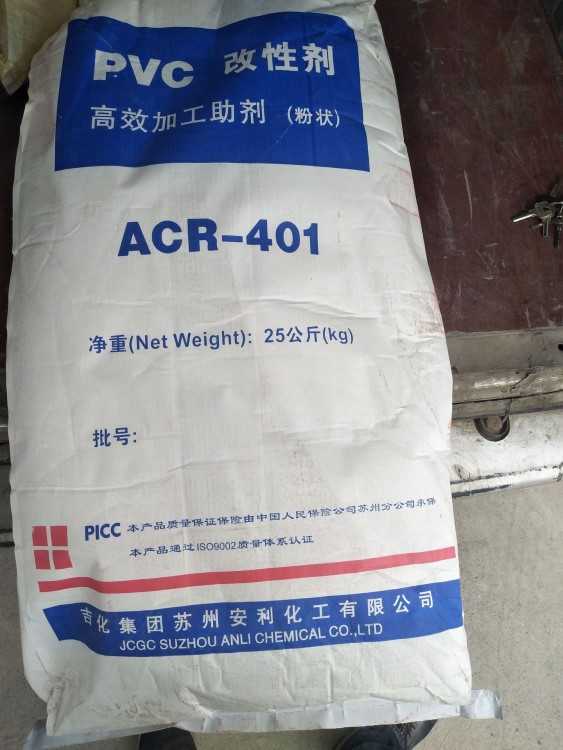 PVC 改性剂
高效加工助剂 (粉状)
ACR-401
净重(Net Weight): 25公斤(kg)
批号:
PICC 本产品质量保证保险由中国人民保险公司苏州分公司承保
本产品通过ISO9002质量体系认证
吉化集团苏州安利化工有限公司
JCGC SUZHOU ANLI CHEMICAL CO.,LTD